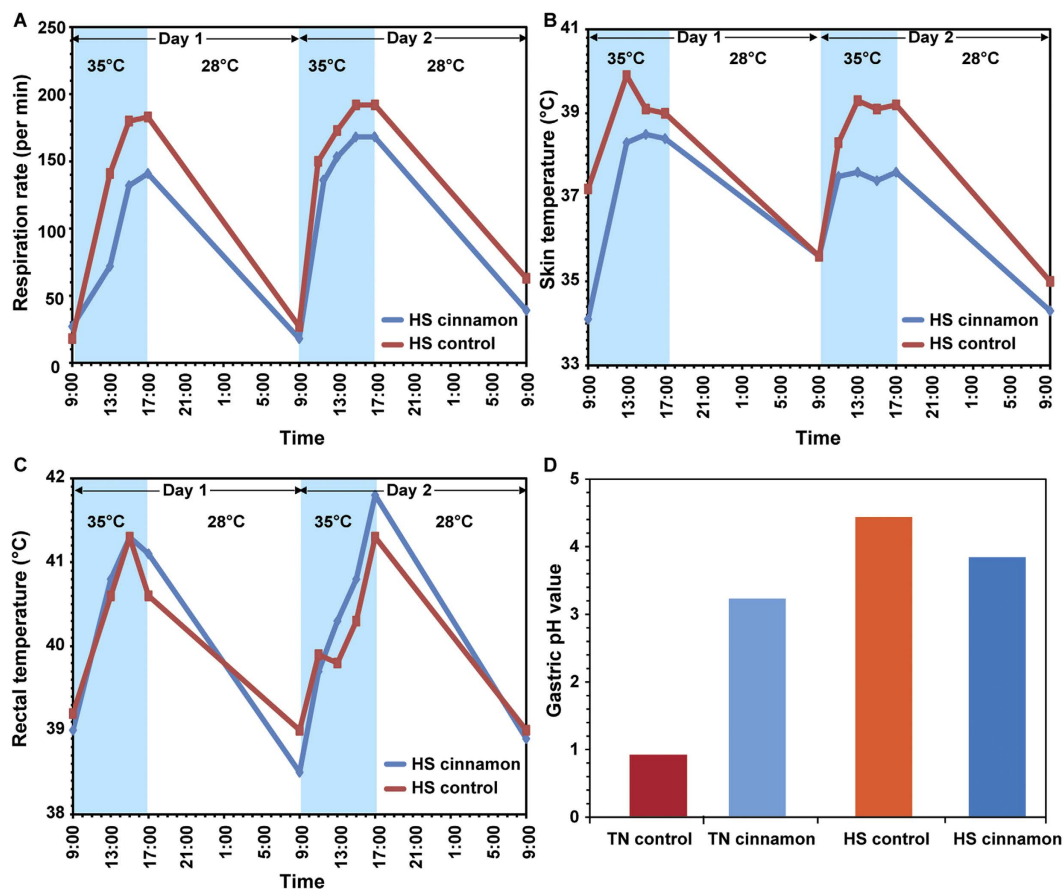 A
Respiration rate (per min)
250
200
150
100
50
0
Day 1
Day 2
35°C
28°C
35°C
28°C
HS cinnamon
HS control
9:00
13:00
17:00
21:00
1:00
5:00
9:00
13:00
17:00
21:00
1:00
5:00
9:00
Time
B
Skin temperature (°C)
41
39
37
35
33
Day 1
Day 2
35°C
28°C
35°C
28°C
HS cinnamon
HS control
9:00
13:00
17:00
21:00
1:00
5:00
9:00
13:00
17:00
21:00
1:00
5:00
9:00
Time
C
Rectal temperature (°C)
42
41
40
39
38
Day 1
Day 2
35°C
28°C
35°C
28°C
HS cinnamon
HS control
9:00
13:00
17:00
21:00
1:00
5:00
9:00
13:00
17:00
21:00
1:00
5:00
9:00
Time
D
Gastric pH value
5
4
3
2
1
0
TN control
TN cinnamon
HS control
HS cinnamon